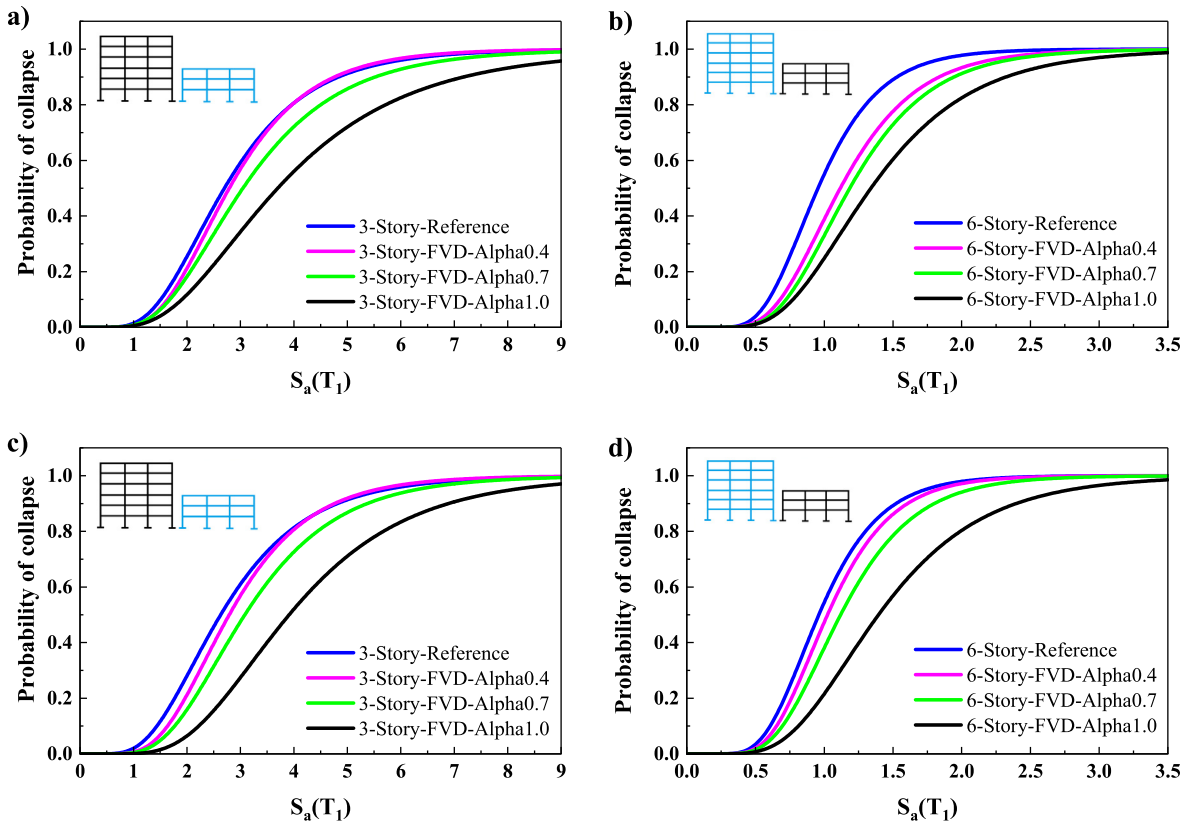 a)
Probability of collapse
1.0
0.8
0.6
0.4
0.2
0.0
3-Story-Reference
3-Story-FVD-Alpha0.4
3-Story-FVD-Alpha0.7
3-Story-FVD-Alpha1.0
0 1 2 3 4 5 6 7 8 9
Sa(T1)
b)
Probability of collapse
1.0
0.8
0.6
0.4
0.2
0.0
6-Story-Reference
6-Story-FVD-Alpha0.4
6-Story-FVD-Alpha0.7
6-Story-FVD-Alpha1.0
0.0 0.5 1.0 1.5 2.0 2.5 3.0 3.5
Sa(T1)
c)
Probability of collapse
1.0
0.8
0.6
0.4
0.2
0.0
3-Story-Reference
3-Story-FVD-Alpha0.4
3-Story-FVD-Alpha0.7
3-Story-FVD-Alpha1.0
0 1 2 3 4 5 6 7 8 9
Sa(T1)
d)
Probability of collapse
1.0
0.8
0.6
0.4
0.2
0.0
6-Story-Reference
6-Story-FVD-Alpha0.4
6-Story-FVD-Alpha0.7
6-Story-FVD-Alpha1.0
0.0 0.5 1.0 1.5 2.0 2.5 3.0 3.5
Sa(T1)